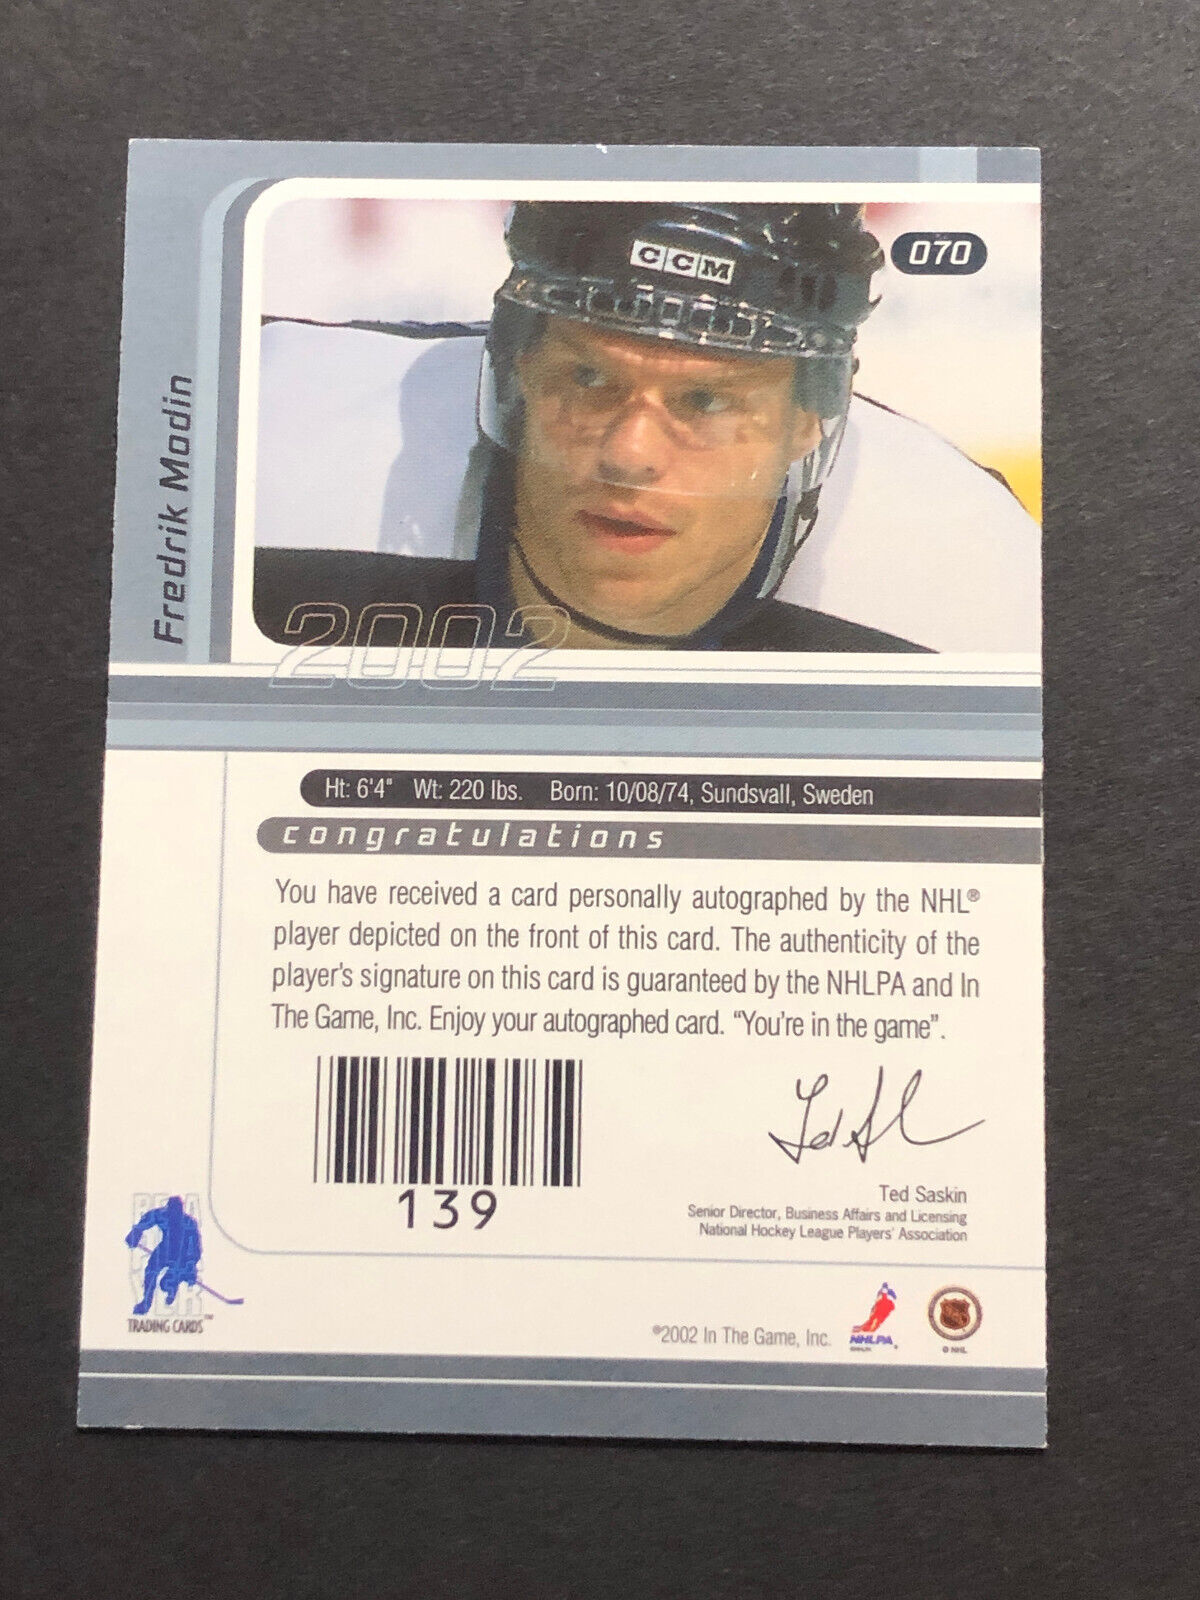 CCM
070
Fredrik Modin
2002
Ht: 6'4" Wt: 220 lbs. Born: 10/08/74, Sundsvall, Sweden
congratulations
You have received a card personally autographed by the NHL®
player depicted on the front of this card. The authenticity of the
player's signature on this card is guaranteed by the NHLPA and In
The Game, Inc. Enjoy your autographed card. “You're in the game”.
139
Ted Saskin
Senior Director, Business Affairs and Licensing
National Hockey League Players' Association
BE A
PLAYER
TRADING CARDS™
©2002 In The Game, Inc.
NHLPA
© NHL